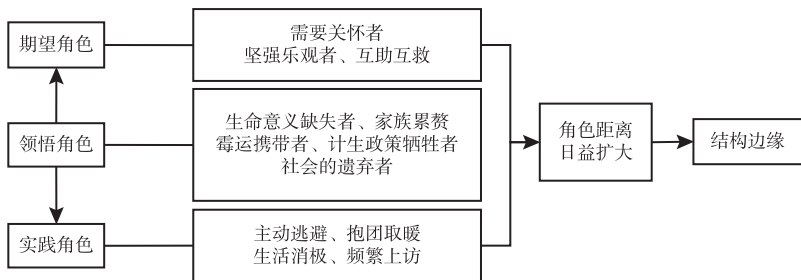 期望角色
需要关怀者
坚强乐观者、互助互救
领悟角色
生命意义缺失者、家族累赘
霉运携带者、计生政策牺牲者
社会的遗弃者
实践角色
主动逃避、抱团取暖
生活消极、频繁上访
角色距离
日益扩大
结构边缘